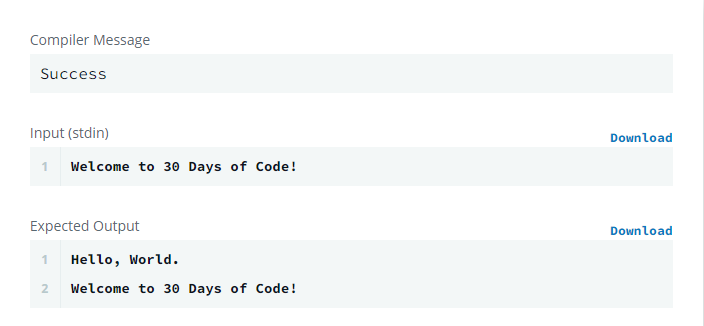 Compiler Message
Success
Input (stdin)
Download
1 Welcome to 30 Days of Code!
Expected Output
Download
1 Hello, World.
2 Welcome to 30 Days of Code!